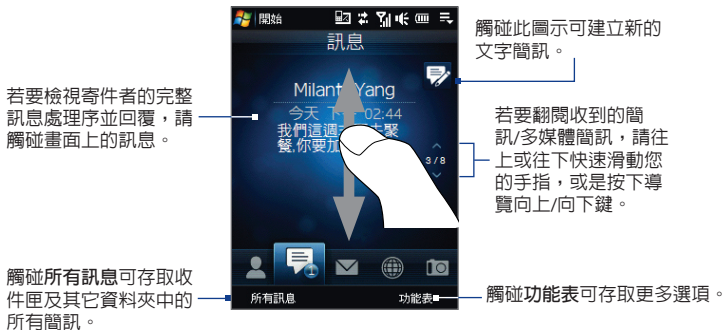 開始
訊息
觸碰此圖示可建立新的
文字簡訊。
若要檢視寄件者的完整
訊息處理序並回覆，請
觸碰畫面上的訊息。
Yang
今天 下 02:44
我們這週 去聚
餐,你要加
3 / 8
1
若要翻閱收到的簡
訊/多媒體簡訊，請往
上或往下快速滑動您
的手指，或是按下導
覽向上/向下鍵。
觸碰所有訊息可存取收
件匣及其它資料夾中的
所有簡訊。
所有訊息
功能表
觸碰功能表可存取更多選項。